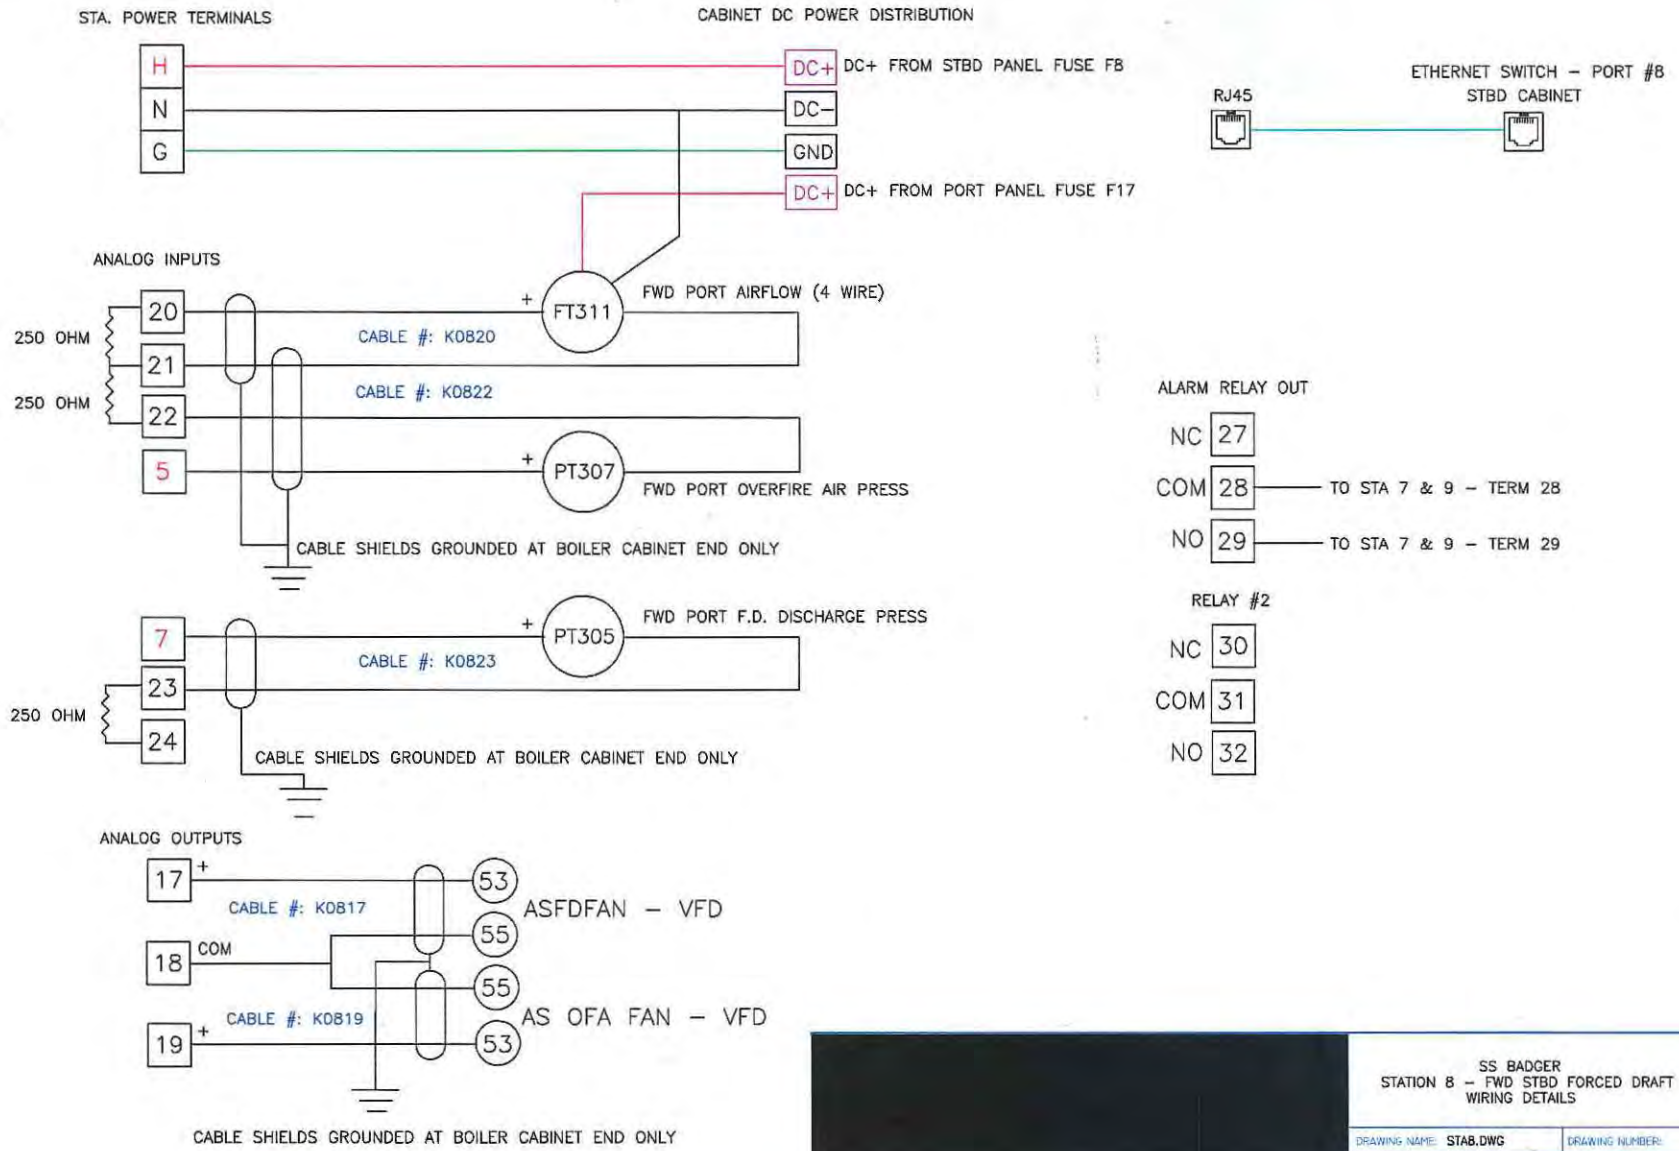 STA. POWER TERMINALS
CABINET DC POWER DISTRIBUTION
H
N
G
DC+ DC+ FROM STBD PANEL FUSE F8
DC-
GND
DC+ DC+ FROM PORT PANEL FUSE F17
ETHERNET SWITCH - PORT #8
STBD CABINET
RJ45
ANALOG INPUTS
250 OHM
250 OHM
20
21
22
5
CABLE #: K0820
CABLE #: K0822
+
FT311
FWD PORT AIRFLOW (4 WIRE)
+
PT307
FWD PORT OVERFIRE AIR PRESS
CABLE SHIELDS GROUNDED AT BOILER CABINET END ONLY
7
23
24
250 OHM
CABLE #: K0823
+
PT305
FWD PORT F.D. DISCHARGE PRESS
CABLE SHIELDS GROUNDED AT BOILER CABINET END ONLY
ALARM RELAY OUT
NC 27
COM 28 TO STA 7 & 9 - TERM 28
NO 29 TO STA 7 & 9 - TERM 29
RELAY #2
NC 30
COM 31
NO 32
ANALOG OUTPUTS
17 +
CABLE #: K0817
18 COM
CABLE #: K0819
19 +
53
55
ASFDFAN - VFD
55
53
AS OFA FAN - VFD
CABLE SHIELDS GROUNDED AT BOILER CABINET END ONLY
SS BADGER
STATION 8 - FWD STBD FORCED DRAFT
WIRING DETAILS
DRAWING NAME: STA8.DWG
DRAWING NUMBER: